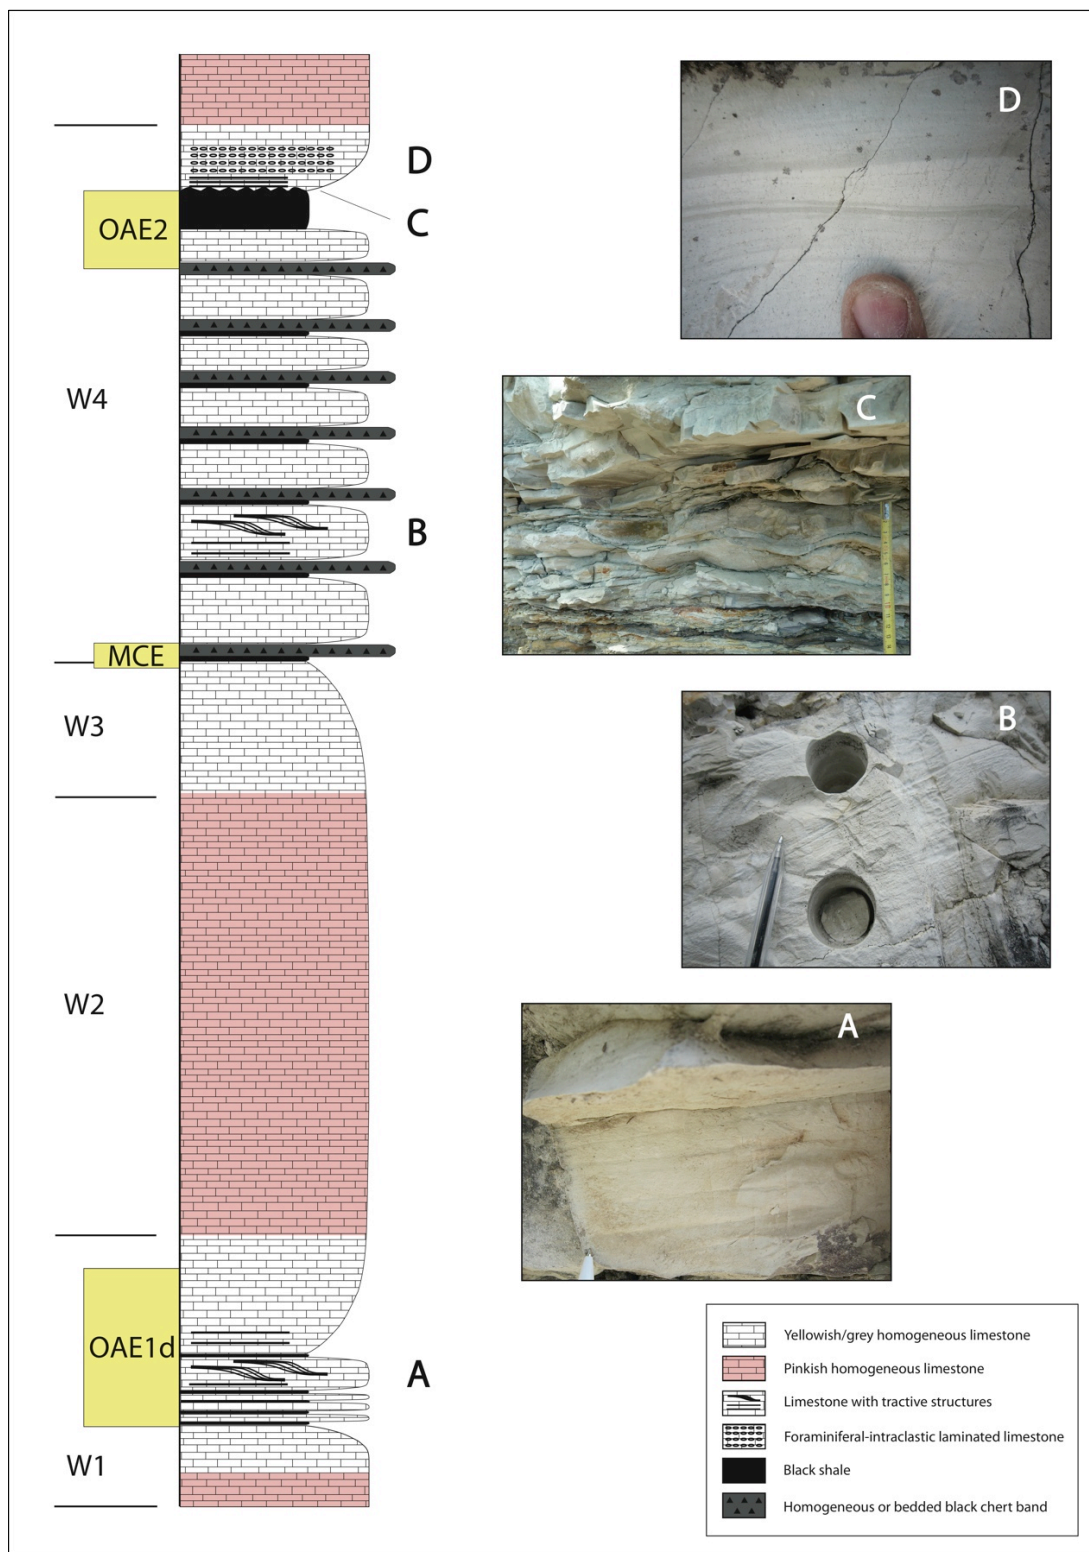 D
OAE2
C
W4
B
MCE
W3
W2
OAE1d
A
W1
D
C
B
A
Yellowish/grey homogeneous limestone
Pinkish homogeneous limestone
Limestone with tractive structures
Foraminiferal-intraclastic laminated limestone
Black shale
Homogeneous or bedded black chert band